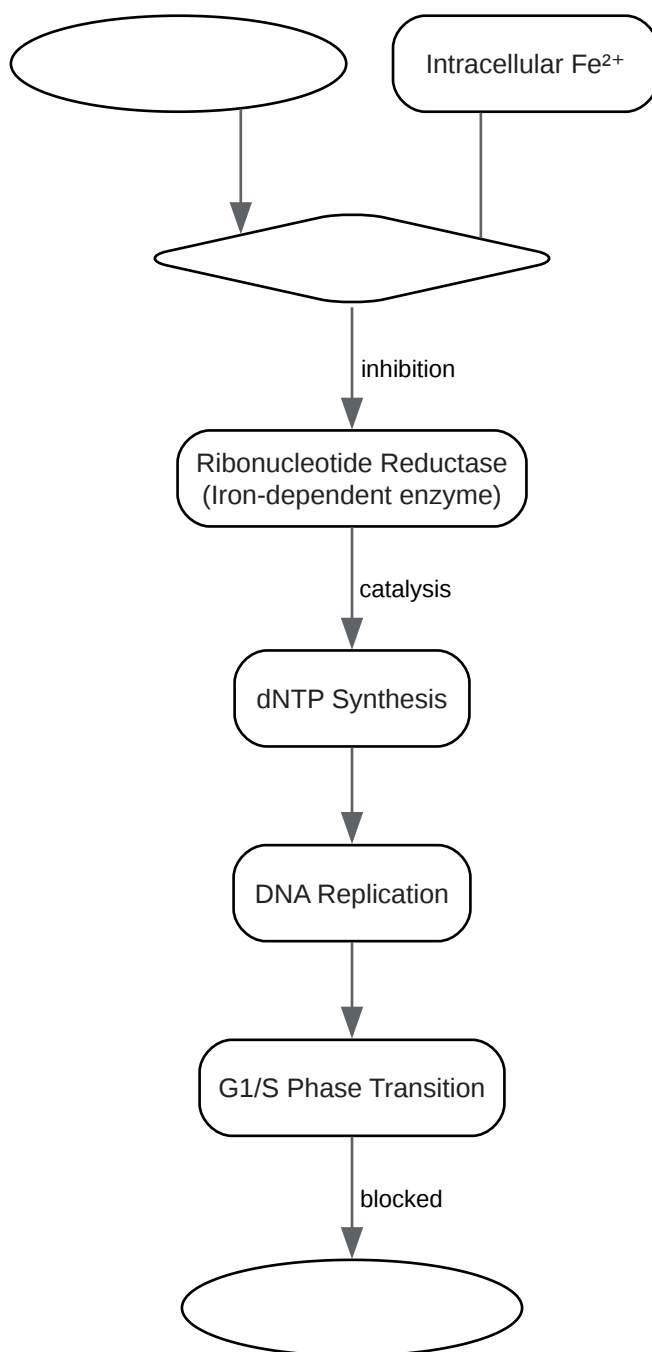 Intracellular Fe²⁺
inhibition
Ribonucleotide Reductase
(Iron-dependent enzyme)
catalysis
dNTP Synthesis
DNA Replication
G1/S Phase Transition
blocked